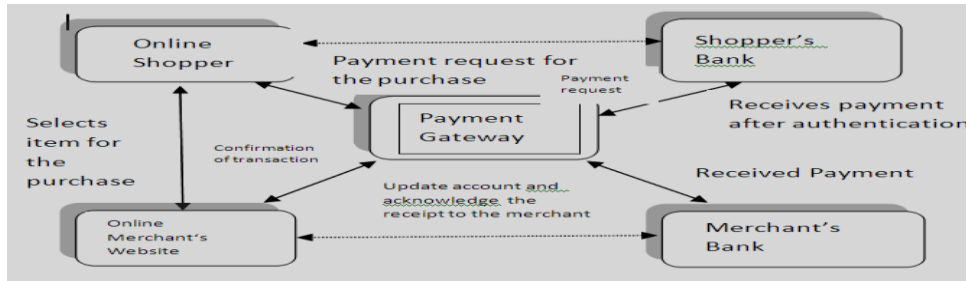 Online
Shopper
Shopper's
Bank
Payment request for
the purchase
Payment
request
Payment
Gateway
Receives payment
after authentication
Selects
item for
the
purchase
Confirmation
of transaction
Received Payment
Update account and
acknowledge the
receipt to the merchant
Online
Merchant's
Website
Merchant's
Bank